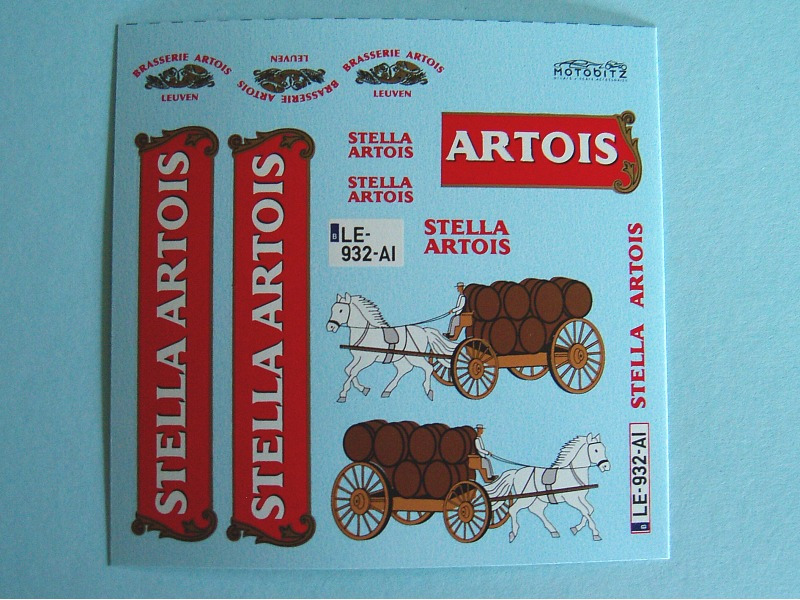 BRASSERIE ARTOIS
LEUVEN
BRASSERIE ARTOIS
LEUVEN
BRASSERIE ARTOIS
LEUVEN
MOTOBITZ
STELLA ARTOIS
STELLA ARTOIS
STELLA
ARTOIS
STELLA
ARTOIS
ARTOIS
B LE-
932-AI
STELLA
ARTOIS
STELLA ARTOIS
B LE-932-AI